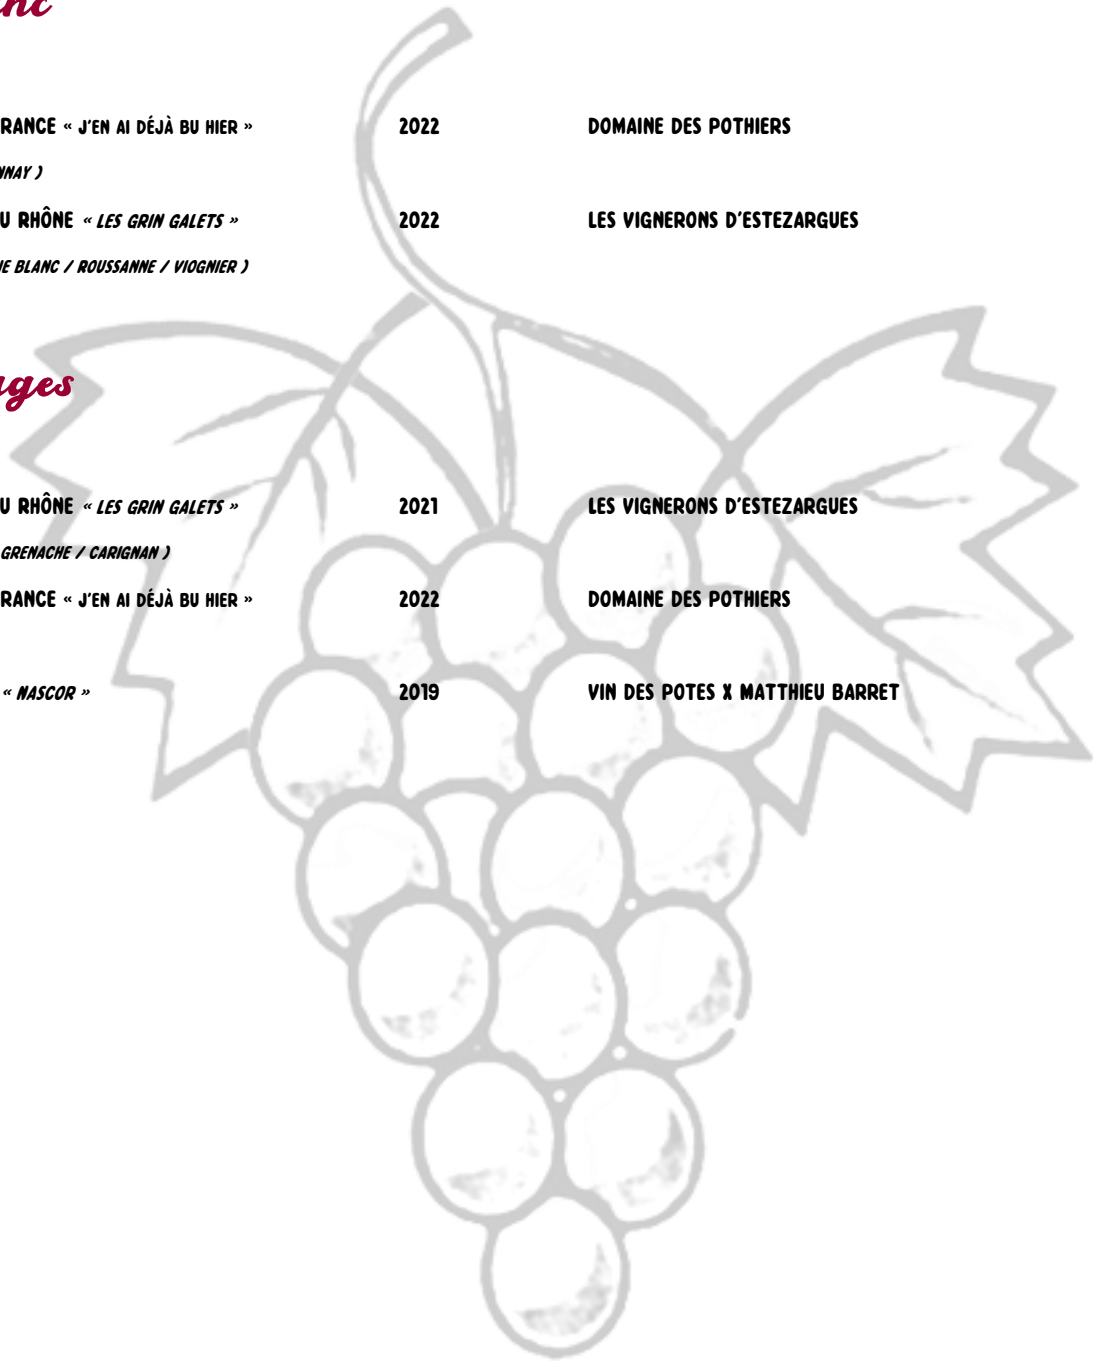 RANCE « J'EN AI DÉJÀ BU HIER » 2022 DOMAINE DES POTHIERS
NNAY )
U RHÔNE « LES GRIN GALETS » 2022 LES VIGNERONS D'ESTEZARGUES
E BLANC / ROUSSANNE / VIOGNIER )
ges
U RHÔNE « LES GRIN GALETS » 2021 LES VIGNERONS D'ESTEZARGUES
GRENACHE / CARIGNAN )
RANCE « J'EN AI DÉJÀ BU HIER » 2022 DOMAINE DES POTHIERS
« NASCOR » 2019 VIN DES POTES X MATTHIEU BARRET